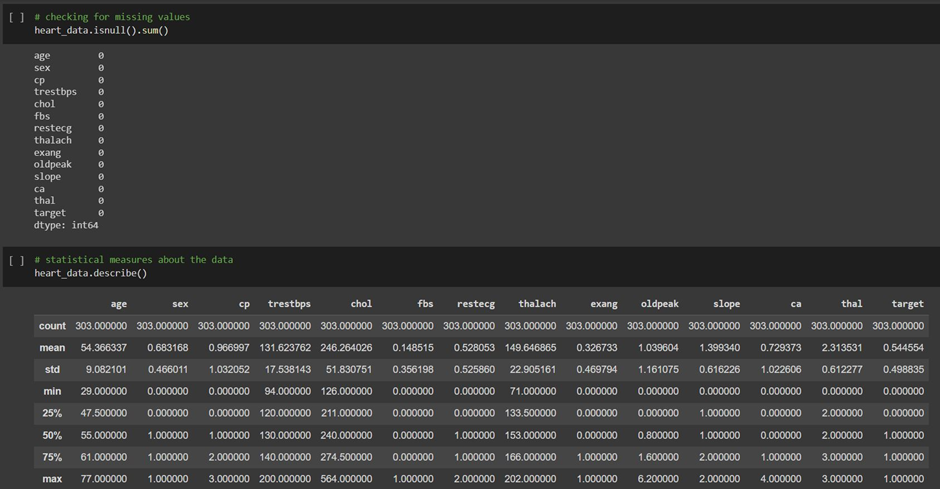 [ ] # checking for missing values
heart_data.isnull().sum()
age 0
sex 0
cp 0
trestbps 0
chol 0
fbs 0
restecg 0
thalach 0
exang 0
oldpeak 0
slope 0
ca 0
thal 0
target 0
dtype: int64
[ ] # statistical measures about the data
heart_data.describe()
age sex cp trestbps chol fbs restecg thalach exang oldpeak slope ca thal target
count 303.000000 303.000000 303.000000 303.000000 303.000000 303.000000 303.000000 303.000000 303.000000 303.000000 303.000000 303.000000 303.000000 303.000000
mean 54.366337 0.683168 0.966997 131.623762 246.264026 0.148515 0.528053 149.646865 0.326733 1.039604 1.399340 0.729373 2.313531 0.544554
std 9.082101 0.466011 1.032052 17.538143 51.830751 0.356198 0.525860 22.905161 0.469794 1.161075 0.616226 1.022606 0.612277 0.498835
min 29.000000 0.000000 0.000000 94.000000 126.000000 0.000000 0.000000 71.000000 0.000000 0.000000 0.000000 0.000000 0.000000 0.000000
25% 47.500000 0.000000 0.000000 120.000000 211.000000 0.000000 0.000000 133.500000 0.000000 0.000000 1.000000 0.000000 2.000000 0.000000
50% 55.000000 1.000000 1.000000 130.000000 240.000000 0.000000 1.000000 153.000000 0.000000 0.800000 1.000000 0.000000 2.000000 1.000000
75% 61.000000 1.000000 2.000000 140.000000 274.500000 0.000000 1.000000 166.000000 1.000000 1.600000 2.000000 1.000000 3.000000 1.000000
max 77.000000 1.000000 3.000000 200.000000 564.000000 1.000000 2.000000 202.000000 1.000000 6.200000 2.000000 4.000000 3.000000 1.000000